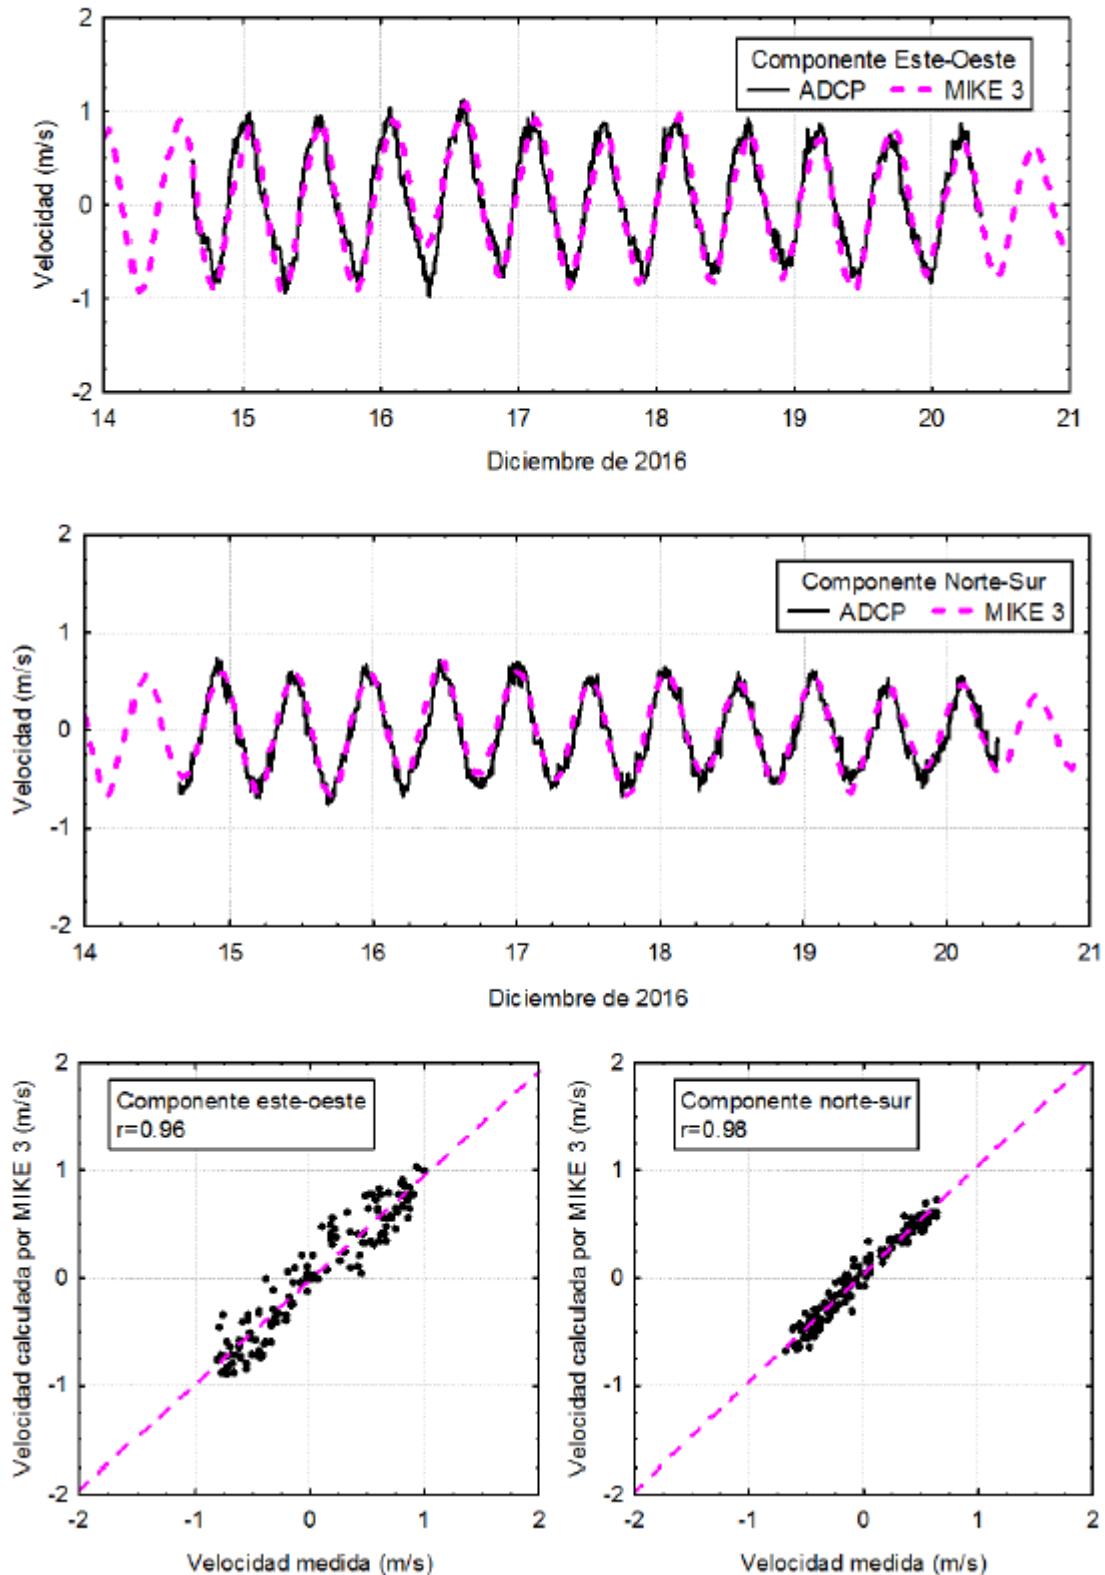 Componente Este-Oeste
ADCP MIKE 3
Velocidad (m/s)
2
1
0
-1
-2
14 15 16 17 18 19 20 21
Diciembre de 2016
Componente Norte-Sur
ADCP MIKE 3
Velocidad (m/s)
2
1
0
-1
-2
14 15 16 17 18 19 20 21
Diciembre de 2016
Componente este-oeste
r=0.96
Velocidad calculada por MIKE 3 (m/s)
2
1
0
-1
-2
-2 -1 0 1 2
Velocidad medida (m/s)
Componente norte-sur
r=0.98
Velocidad calculada por MIKE 3 (m/s)
2
1
0
-1
-2
-2 -1 0 1 2
Velocidad medida (m/s)